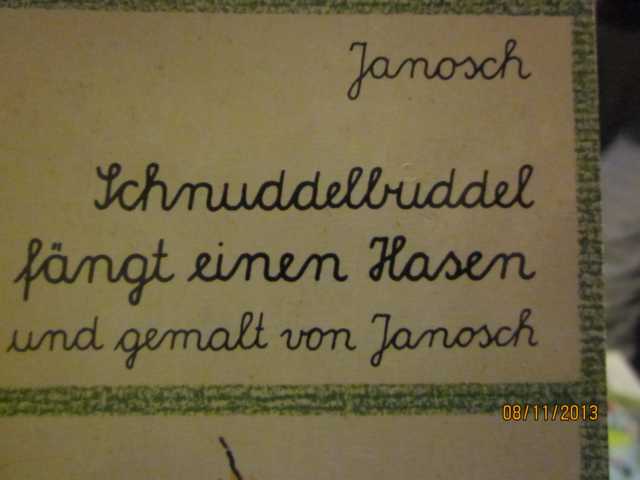 Janosch
Schnuddelbuddel
fängt einen Hasen
und gemalt von Janosch
08/11/2013